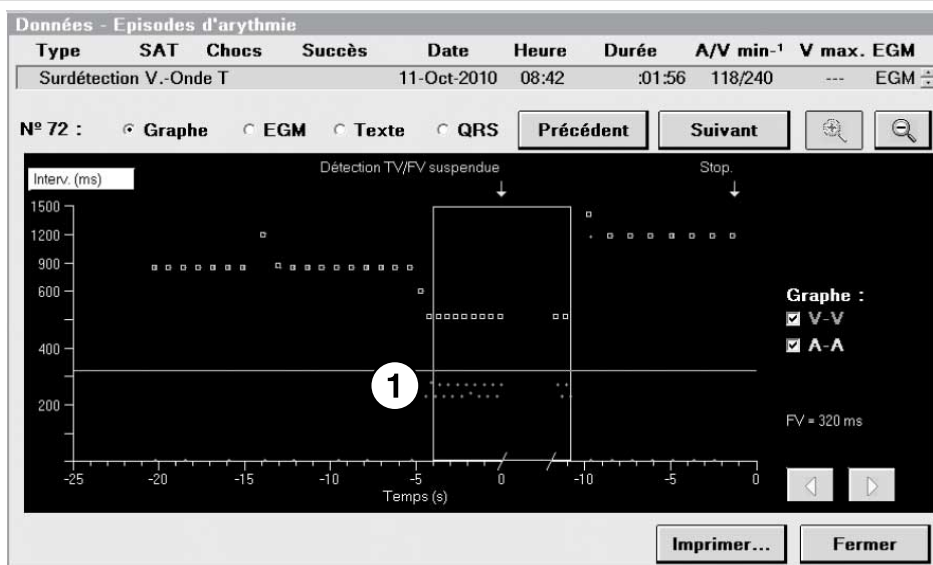 Données - Episodes d'arythmie
Type SAT Chocs Succès Date Heure Durée A/V min-¹ V max. EGM
Surdétection V.-Onde T 11-Oct-2010 08:42 :01:56 118/240 --- EGM
Nº 72 : Graphe EGM Texte QRS Précédent Suivant
Détection TV/FV suspendue Stop.
Interv. (ms)
1500
1200
900
600
Graphe :
V-V
400
A-A
1
200
FV = 320 ms
-25 -20 -15 -10 -5 0 -10 -5 0
Temps (s)
Imprimer... Fermer